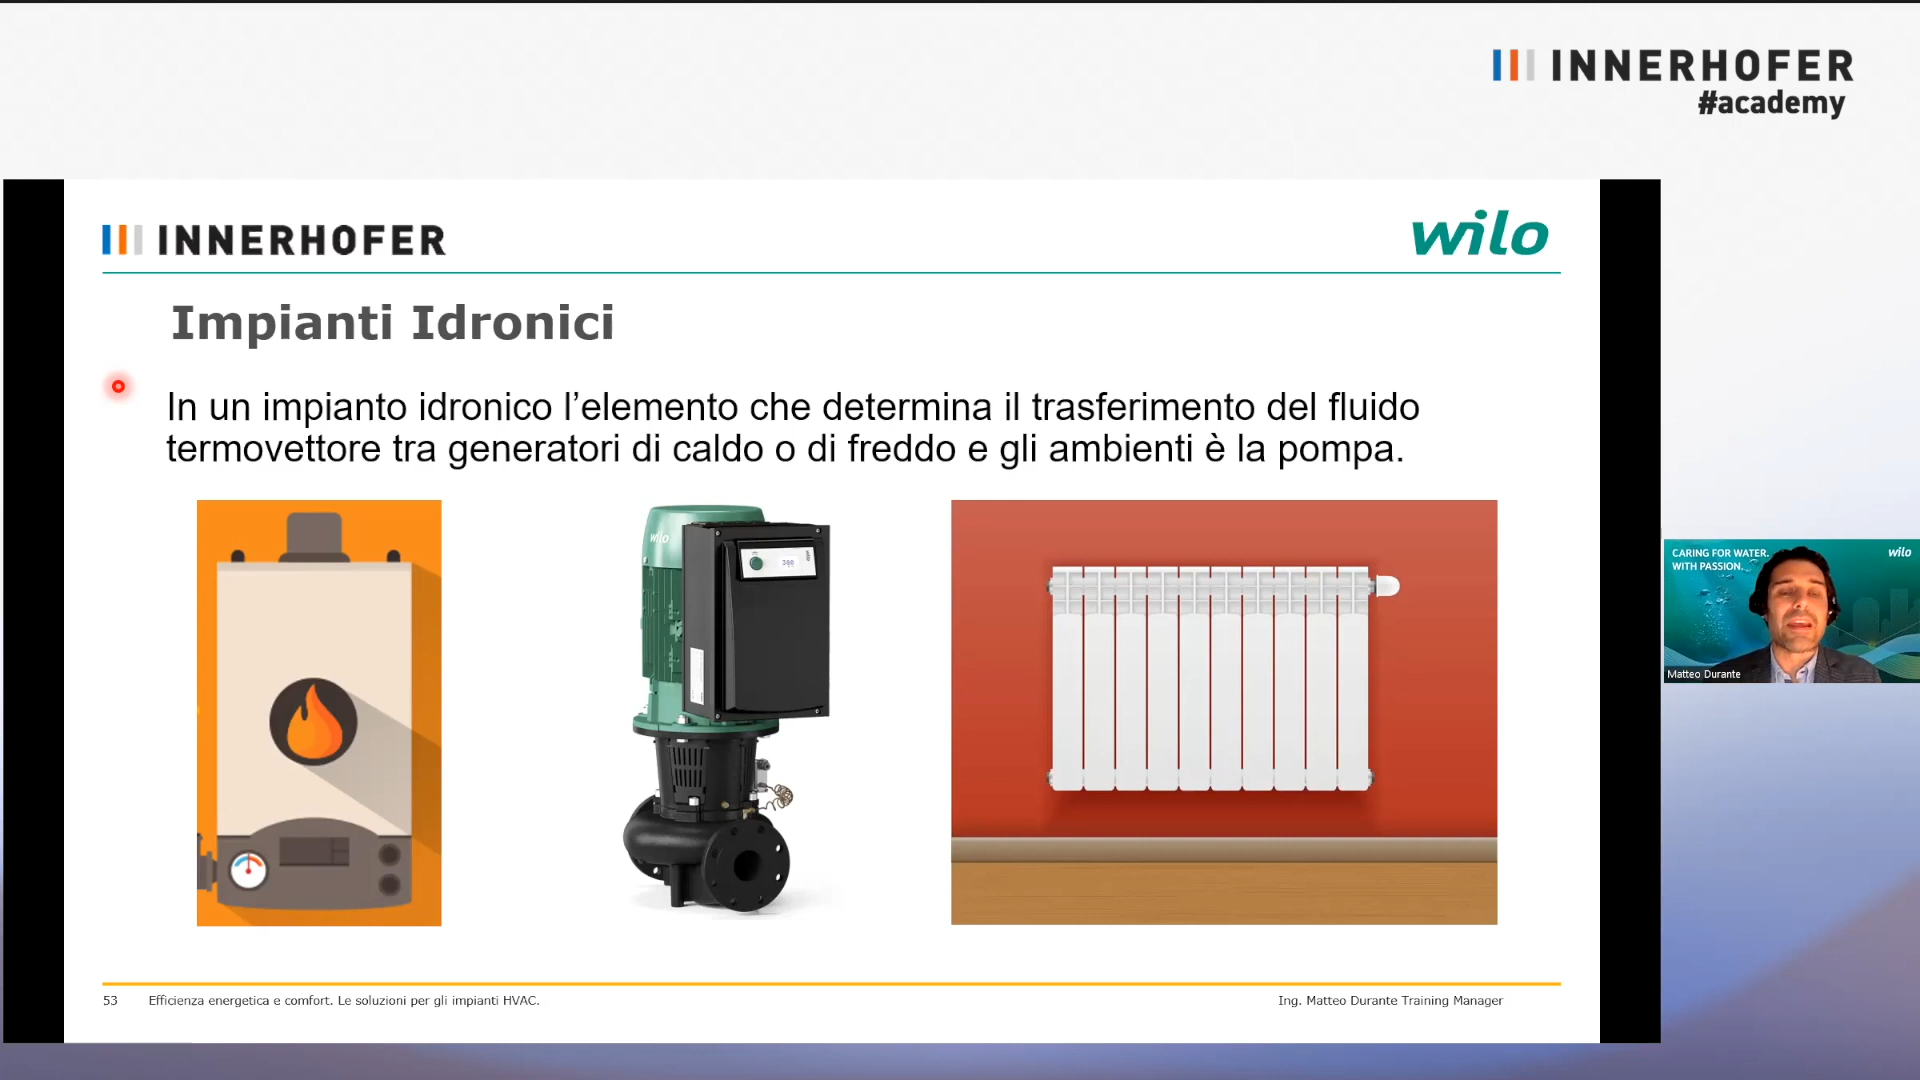 INNERHOFER
#academy
INNERHOFER
wilo
Impianti Idronici
In un impianto idronico l’elemento che determina il trasferimento del fluido
termovettore tra generatori di caldo o di freddo e gli ambienti è la pompa.
wilo
CARING FOR WATER.
WITH PASSION.
wilo
Matteo Durante
53
Efficienza energetica e comfort. Le soluzioni per gli impianti HVAC.
Ing. Matteo Durante Training Manager